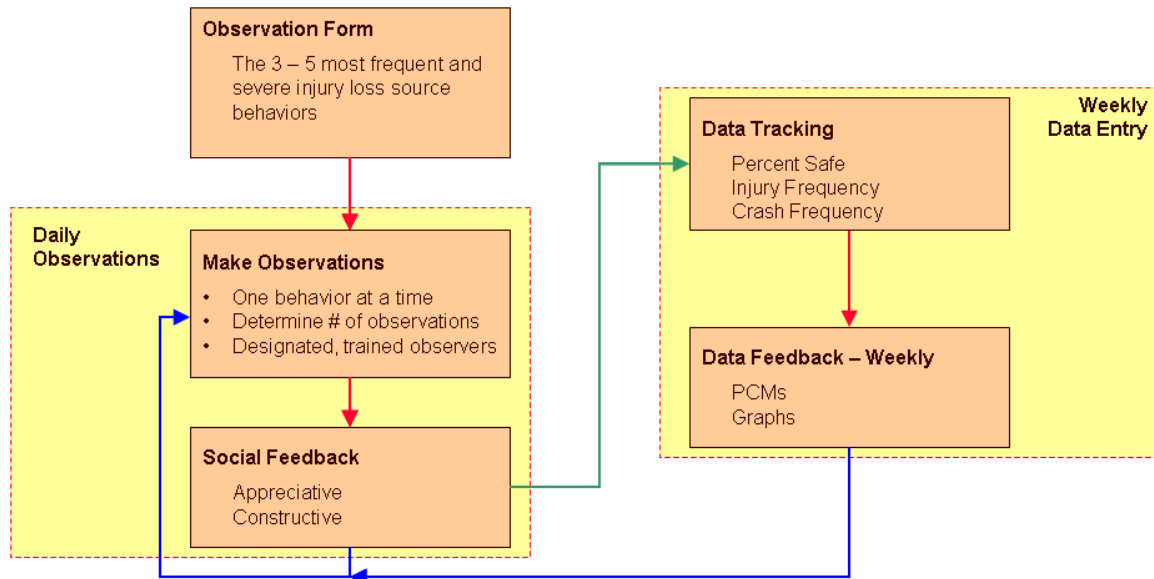 Observation Form
The 3 – 5 most frequent and
severe injury loss source
behaviors
Daily
Observations
Make Observations
• One behavior at a time
• Determine # of observations
• Designated, trained observers
Social Feedback
Appreciative
Constructive
Weekly
Data Entry
Data Tracking
Percent Safe
Injury Frequency
Crash Frequency
Data Feedback – Weekly
PCMs
Graphs